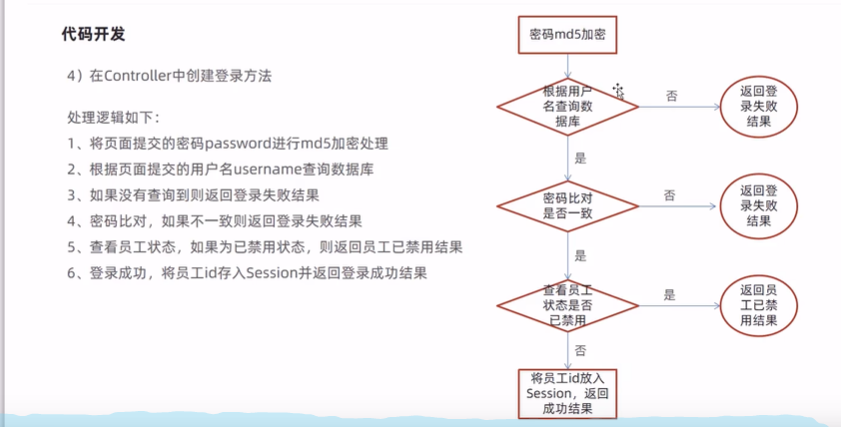 代码开发
4）在Controller中创建登录方法
处理逻辑如下：
1、将页面提交的密码password进行md5加密处理
2、根据页面提交的用户名username查询数据库
3、如果没有查询到则返回登录失败结果
4、密码比对，如果不一致则返回登录失败结果
5、查看员工状态，如果为已禁用状态，则返回员工已禁用结果
6、登录成功，将员工id存入Session并返回登录成功结果
密码md5加密
根据用户
名查询数
据库
否
返回登
录失败
结果
是
密码比对
是否一致
否
返回登
录失败
结果
是
查看员工
状态是否
已禁用
是
返回员
工已禁
用结果
否
将员工id放入
Session，返回
成功结果